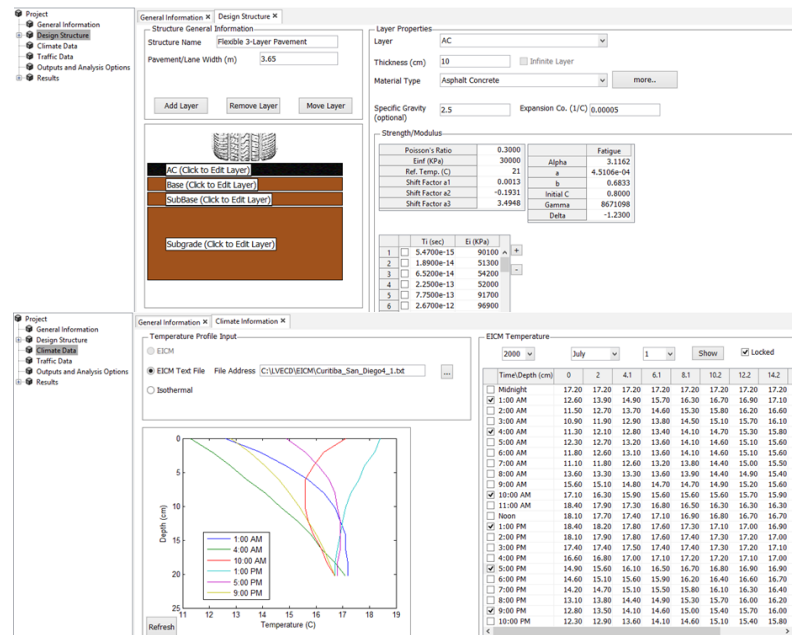 Project
General Information
Design Structure
Climate Data
Traffic Data
Outputs and Analysis Options
Results
General Information ×
Design Structure ×
Structure General Information
Structure Name
Flexible 3-Layer Pavement
Pavement/Lane Width (m)
3.65
Add Layer
Remove Layer
Move Layer
AC (Click to Edit Layer)
Base (Click to Edit Layer)
SubBase (Click to Edit Layer)
Subgrade (Click to Edit Layer)
Layer Properties
Layer
AC
Thickness (cm)
10
Infinite Layer
Material Type
Asphalt Concrete
more...
Specific Gravity (optional)
2.5
Expansion Co. (1/C)
0.00005
Strength/Modulus
Poisson's Ratio 0.3000
Einf (KPa) 30000
Ref. Temp. (C) 21
Shift Factor a1 0.0013
Shift Factor a2 -0.1931
Shift Factor a3 3.4948
Fatigue
Alpha 3.1162
a 4.5106e-04
b 0.6833
Initial C 0.8000
Gamma 8671098
Delta -1.2300
Ti (sec) Ei (KPa)
1 5.4700e-15 90100
2 1.8900e-14 51300
3 6.5200e-14 54200
4 2.2500e-13 52000
5 7.7500e-13 91700
6 2.6700e-12 96900
+
-
Project
General Information
Design Structure
Climate Data
Traffic Data
Outputs and Analysis Options
Results
General Information ×
Climate Information ×
Temperature Profile Input
EICM
EICM Text File
File Address
C:\LVECD\EICM\Curitiba_San_Diego4_1.txt
...
Isothermal
Depth (cm)
0
5
10
15
20
25
11 12 13 14 15 16 17 18 19
Temperature (C)
1:00 AM
4:00 AM
10:00 AM
1:00 PM
5:00 PM
9:00 PM
Refresh
EICM Temperature
2000
July
1
Show
Locked
Time\Depth (cm) 0 2 4.1 6.1 8.1 10.2 12.2 14.2
Midnight 17.20 17.20 17.20 17.20 17.20 17.20 17.20 17.20
1:00 AM 12.60 13.90 14.90 15.70 16.30 16.70 16.90 17.10
2:00 AM 11.50 12.70 13.70 14.60 15.30 15.80 16.20 16.60
3:00 AM 10.90 11.90 12.90 13.80 14.50 15.10 15.70 16.10
4:00 AM 11.30 12.10 12.80 13.40 14.10 14.70 15.30 15.80
5:00 AM 12.30 12.70 13.20 13.60 14.10 14.60 15.10 15.60
6:00 AM 11.80 12.60 13.10 13.60 14.10 14.60 15.10 15.60
7:00 AM 11.10 11.80 12.60 13.20 13.80 14.40 15.00 15.50
8:00 AM 13.60 13.30 13.30 13.60 13.90 14.40 14.90 15.40
9:00 AM 15.60 15.10 14.80 14.70 14.70 14.90 15.20 15.60
10:00 AM 17.10 16.30 15.90 15.60 15.60 15.60 15.70 15.90
11:00 AM 18.40 17.90 17.30 16.80 16.50 16.30 16.30 16.30
Noon 18.10 17.70 17.40 17.10 16.90 16.80 16.70 16.70
1:00 PM 18.40 18.20 17.80 17.60 17.30 17.10 17.00 16.90
2:00 PM 18.10 17.90 17.80 17.60 17.40 17.30 17.20 17.00
3:00 PM 17.40 17.40 17.50 17.40 17.40 17.30 17.20 17.10
4:00 PM 16.60 16.80 17.00 17.10 17.20 17.20 17.10 17.00
5:00 PM 14.90 15.60 16.10 16.50 16.70 16.80 16.90 16.90
6:00 PM 14.60 15.10 15.60 15.90 16.20 16.40 16.60 16.60
7:00 PM 14.20 14.70 15.10 15.50 15.80 16.10 16.30 16.40
8:00 PM 13.10 13.80 14.40 14.90 15.30 15.70 16.00 16.20
9:00 PM 12.80 13.50 14.10 14.60 15.00 15.40 15.70 16.00
10:00 PM 12.30 12.90 13.60 14.10 14.60 15.10 15.40 15.80